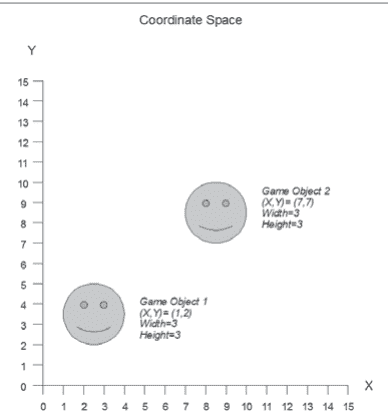 Coordinate Space
Y
15
14
13
12
11
10
9
8
7
6
5
4
3
2
1
0
Game Object 2
(X,Y)= (7,7)
Width=3
Height=3
Game Object 1
(X,Y)= (1,2)
Width=3
Height=3
X
0 1 2 3 4 5 6 7 8 9 10 11 12 13 14 15